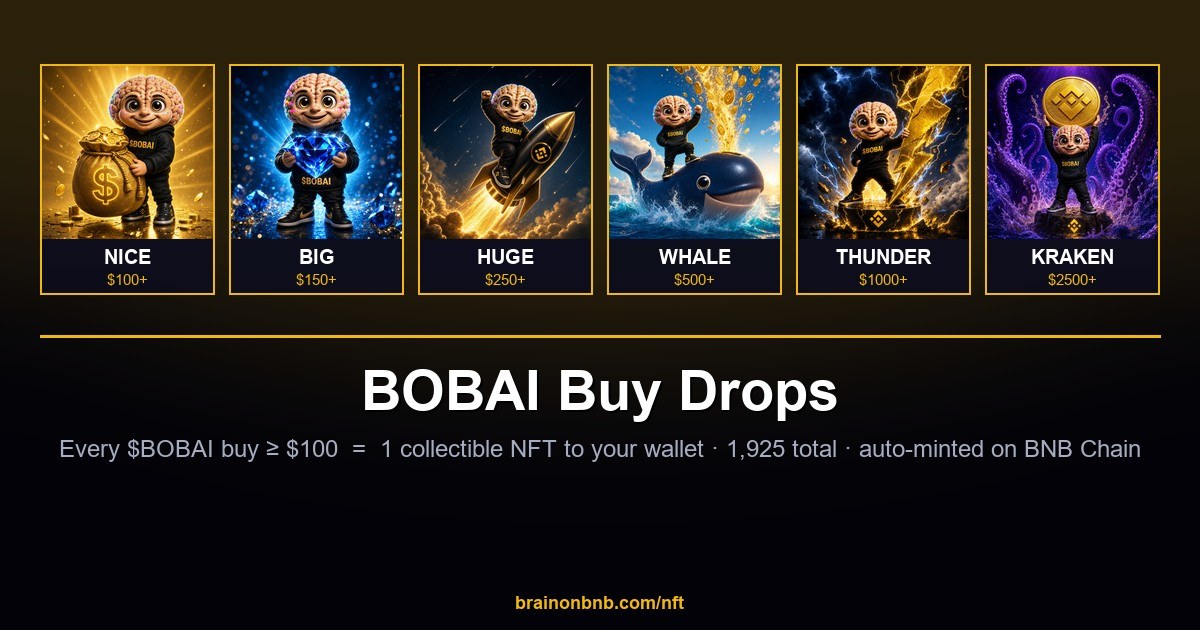 $BOBAI
$BOBAI
$BOBAI
$BOBAI
$BOBAI
$BOBAI
NICE
$100+
BIG
$150+
HUGE
$250+
WHALE
$500+
THUNDER
$1000+
KRAKEN
$2500+
BOBAI Buy Drops
Every $BOBAI buy ≥ $100 = 1 collectible NFT to your wallet · 1,925 total · auto-minted on BNB Chain
brainonbnb.com/nft